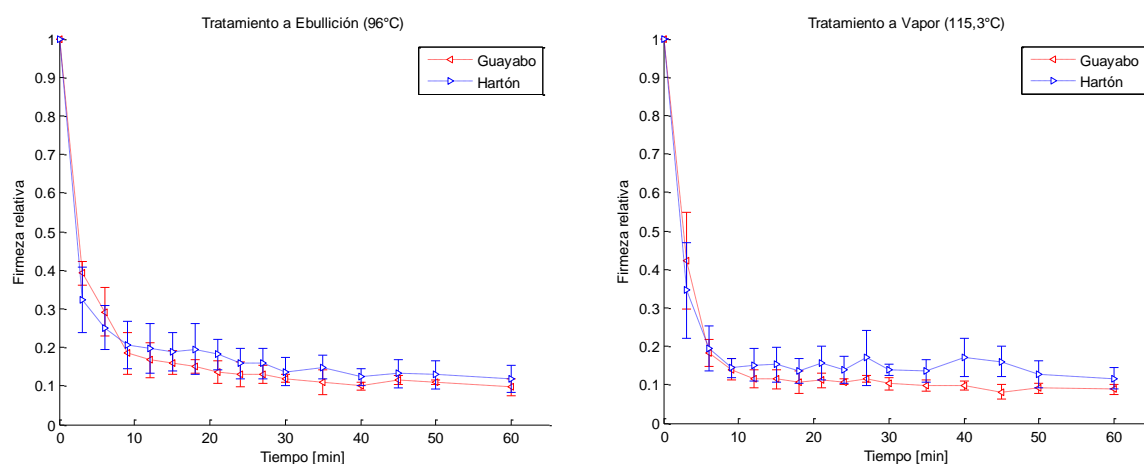 Tratamiento a Ebullición (96°C)
Firmeza relativa
1
0.9
0.8
0.7
0.6
0.5
0.4
0.3
0.2
0.1
0
Guayabo
Hartón
0 10 20 30 40 50 60
Tiempo [min]
Tratamiento a Vapor (115,3°C)
Firmeza relativa
1
0.9
0.8
0.7
0.6
0.5
0.4
0.3
0.2
0.1
0
Guayabo
Hartón
0 10 20 30 40 50 60
Tiempo [min]